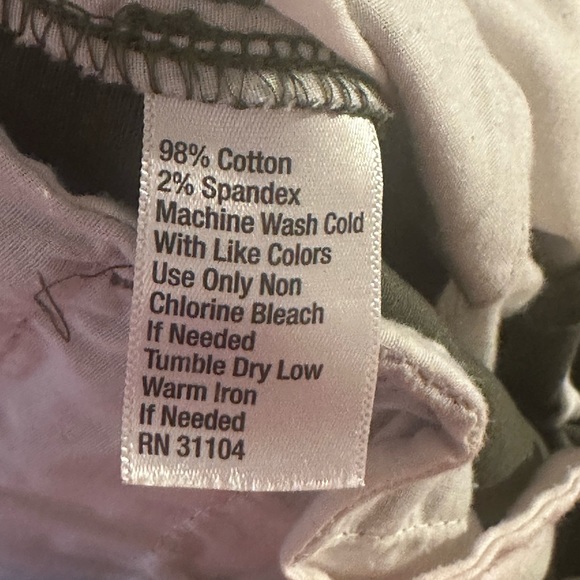 98% Cotton
2% Spandex
Machine Wash Cold
With Like Colors
Use Only Non
Chlorine Bleach
If Needed
Tumble Dry Low
Warm Iron
If Needed
RN 31104